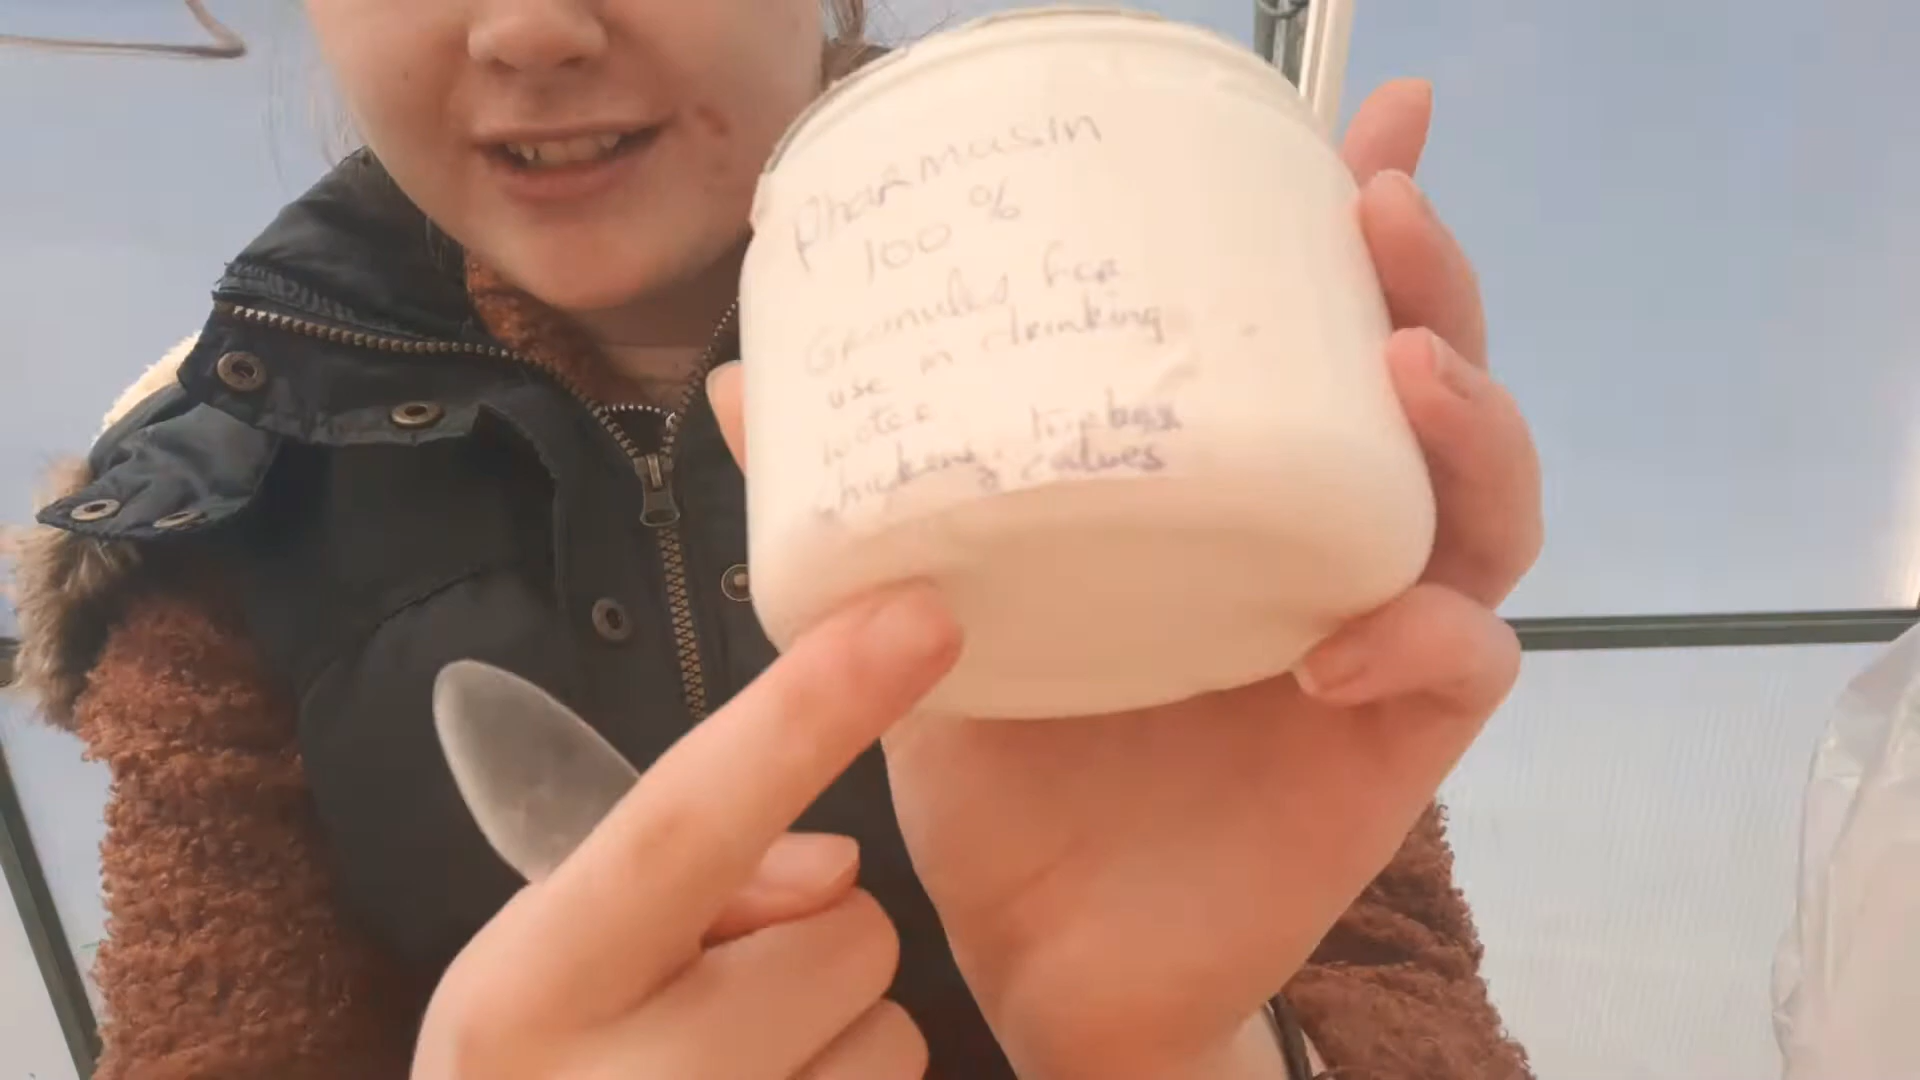 Pharmasin
100%
Granules for
use in drinking
water
chickens, turkeys
calves